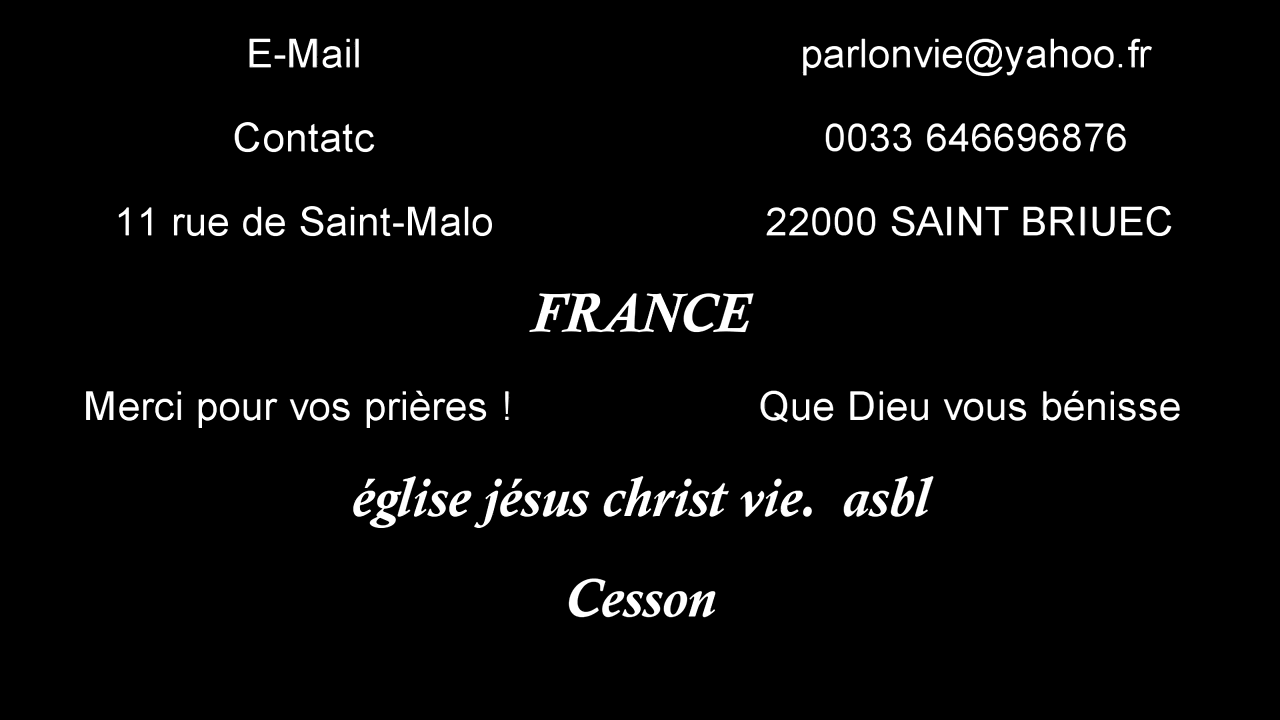 E-Mail parlonvie@yahoo.fr
Contatc 0033 646696876
11 rue de Saint-Malo 22000 SAINT BRIUEC
FRANCE
Merci pour vos prières ! Que Dieu vous bénisse
église jésus christ vie. asbl
Cesson